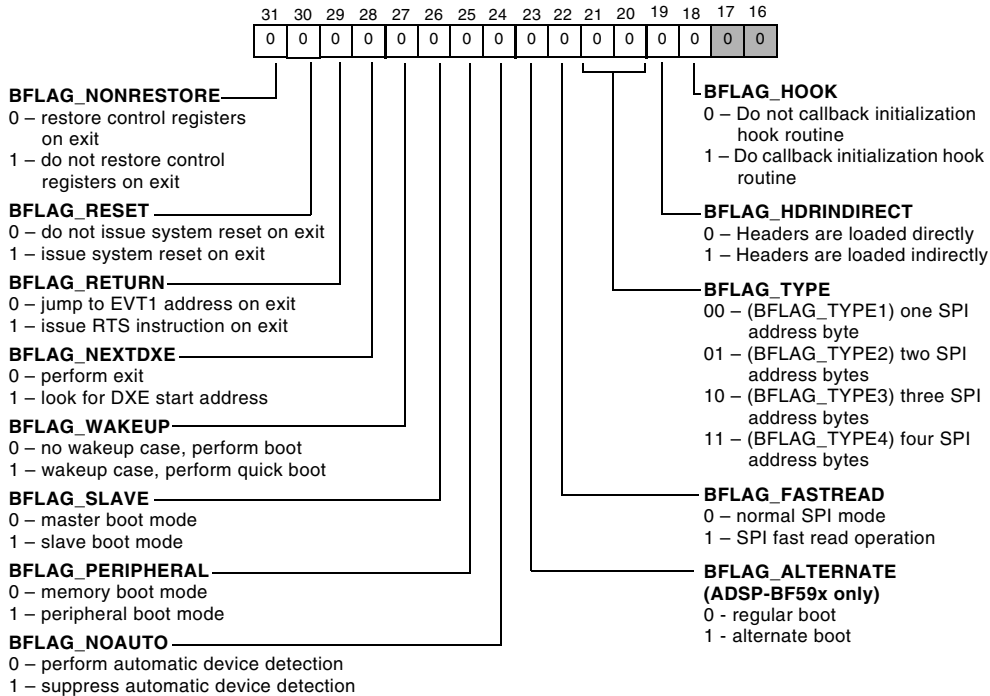 31 30 29 28 27 26 25 24 23 22 21 20 19 18 17 16
0 0 0 0 0 0 0 0 0 0 0 0 0 0 0 0
BFLAG_NONRESTORE
0 – restore control registers
on exit
1 – do not restore control
registers on exit
BFLAG_RESET
0 – do not issue system reset on exit
1 – issue system reset on exit
BFLAG_RETURN
0 – jump to EVT1 address on exit
1 – issue RTS instruction on exit
BFLAG_NEXTDXE
0 – perform exit
1 – look for DXE start address
BFLAG_WAKEUP
0 – no wakeup case, perform boot
1 – wakeup case, perform quick boot
BFLAG_SLAVE
0 – master boot mode
1 – slave boot mode
BFLAG_PERIPHERAL
0 – memory boot mode
1 – peripheral boot mode
BFLAG_NOAUTO
0 – perform automatic device detection
1 – suppress automatic device detection
BFLAG_HOOK
0 – Do not callback initialization
hook routine
1 – Do callback initialization hook
routine
BFLAG_HDRINDIRECT
0 – Headers are loaded directly
1 – Headers are loaded indirectly
BFLAG_TYPE
00 – (BFLAG_TYPE1) one SPI
address byte
01 – (BFLAG_TYPE2) two SPI
address bytes
10 – (BFLAG_TYPE3) three SPI
address bytes
11 – (BFLAG_TYPE4) four SPI
address bytes
BFLAG_FASTREAD
0 – normal SPI mode
1 – SPI fast read operation
BFLAG_ALTERNATE
(ADSP-BF59x only)
0 - regular boot
1 - alternate boot